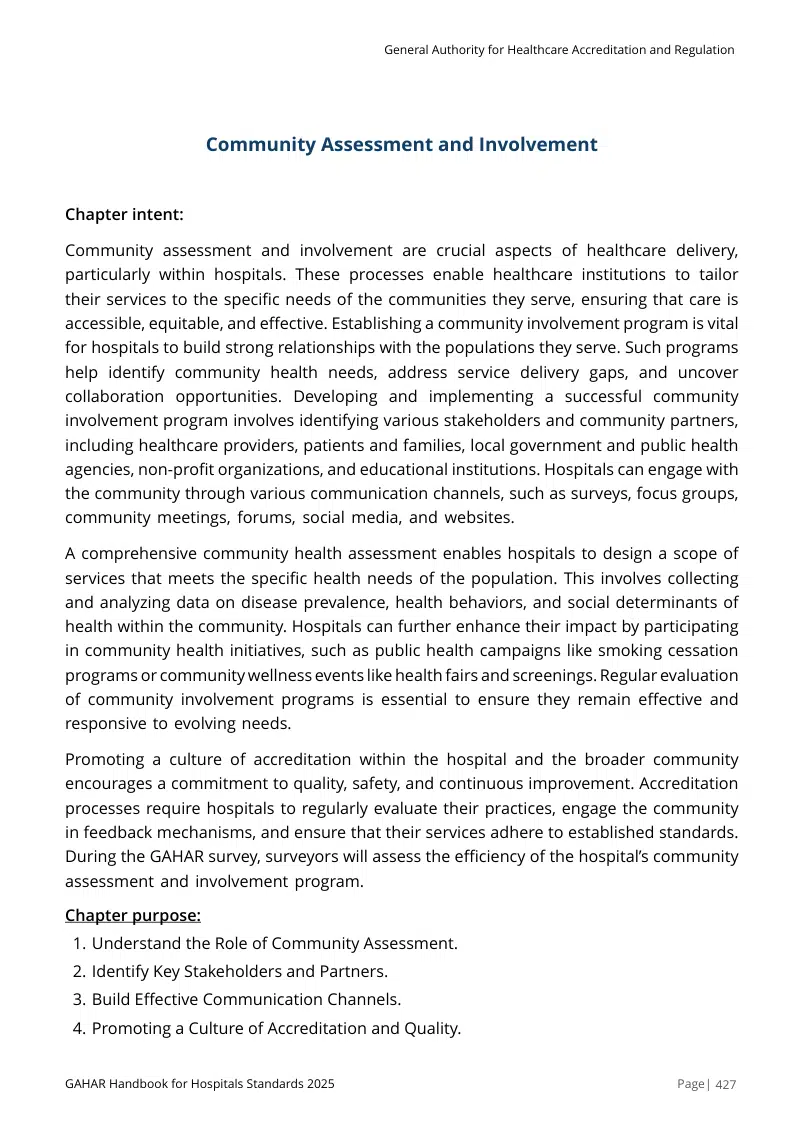 General Authority for Healthcare Accreditation and Regulation
Community Assessment and Involvement
Chapter intent:
Community assessment and involvement are crucial aspects of healthcare delivery,
particularly within hospitals. These processes enable healthcare institutions to tailor
their services to the specific needs of the communities they serve, ensuring that care is
accessible, equitable, and effective. Establishing a community involvement program is vital
for hospitals to build strong relationships with the populations they serve. Such programs
help identify community health needs, address service delivery gaps, and uncover
collaboration opportunities. Developing and implementing a successful community
involvement program involves identifying various stakeholders and community partners,
including healthcare providers, patients and families, local government and public health
agencies, non-profit organizations, and educational institutions. Hospitals can engage with
the community through various communication channels, such as surveys, focus groups,
community meetings, forums, social media, and websites.
A comprehensive community health assessment enables hospitals to design a scope of
services that meets the specific health needs of the population. This involves collecting
and analyzing data on disease prevalence, health behaviors, and social determinants of
health within the community. Hospitals can further enhance their impact by participating
in community health initiatives, such as public health campaigns like smoking cessation
programs or community wellness events like health fairs and screenings. Regular evaluation
of community involvement programs is essential to ensure they remain effective and
responsive to evolving needs.
Promoting a culture of accreditation within the hospital and the broader community
encourages a commitment to quality, safety, and continuous improvement. Accreditation
processes require hospitals to regularly evaluate their practices, engage the community
in feedback mechanisms, and ensure that their services adhere to established standards.
During the GAHAR survey, surveyors will assess the efficiency of the hospital’s community
assessment and involvement program.
Chapter purpose:
1. Understand the Role of Community Assessment.
2. Identify Key Stakeholders and Partners.
3. Build Effective Communication Channels.
4. Promoting a Culture of Accreditation and Quality.
GAHAR Handbook for Hospitals Standards 2025
Page| 427